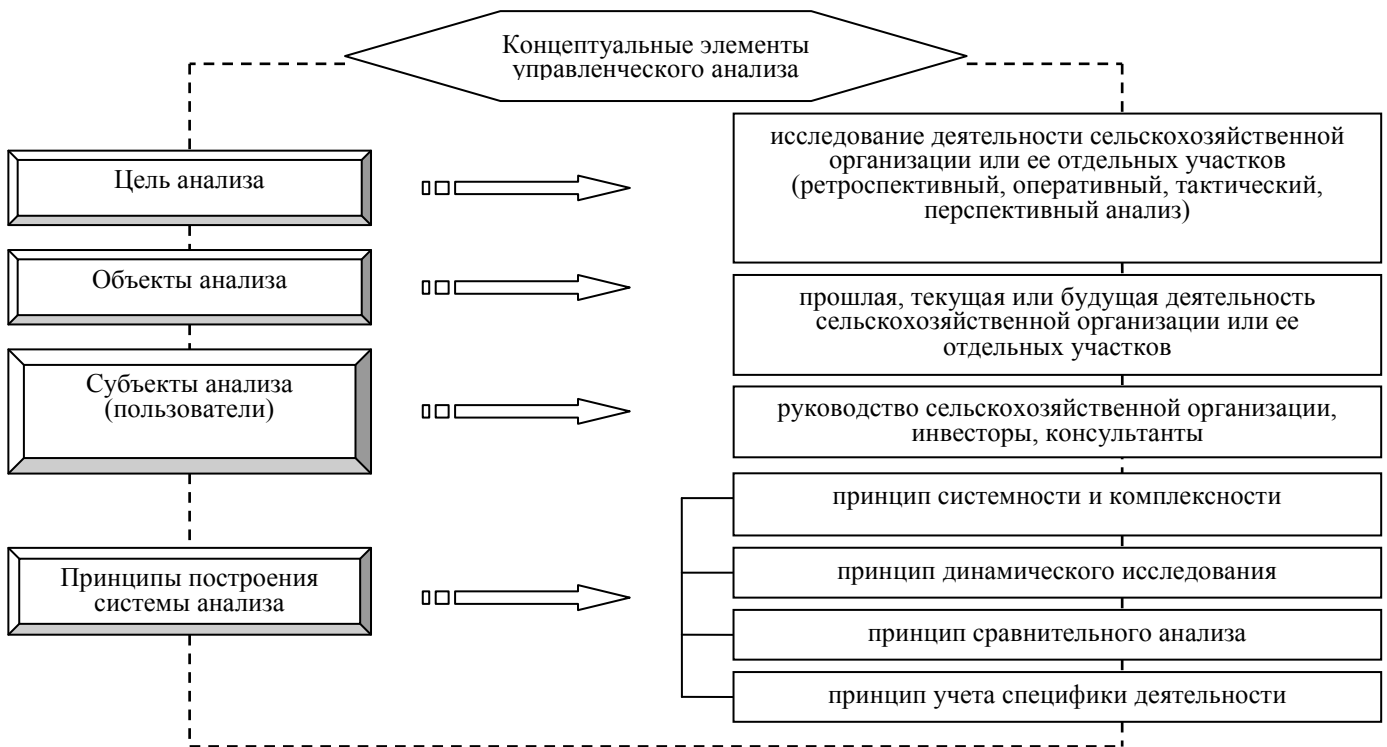 Концептуальные элементы
управленческого анализа
Цель анализа
исследование деятельности сельскохозяйственной
организации или ее отдельных участков
(ретроспективный, оперативный, тактический,
перспективный анализ)
Объекты анализа
прошлая, текущая или будущая деятельность
сельскохозяйственной организации или ее
отдельных участков
Субъекты анализа
(пользователи)
руководство сельскохозяйственной организации,
инвесторы, консультанты
Принципы построения
системы анализа
принцип системности и комплексности
принцип динамического исследования
принцип сравнительного анализа
принцип учета специфики деятельности